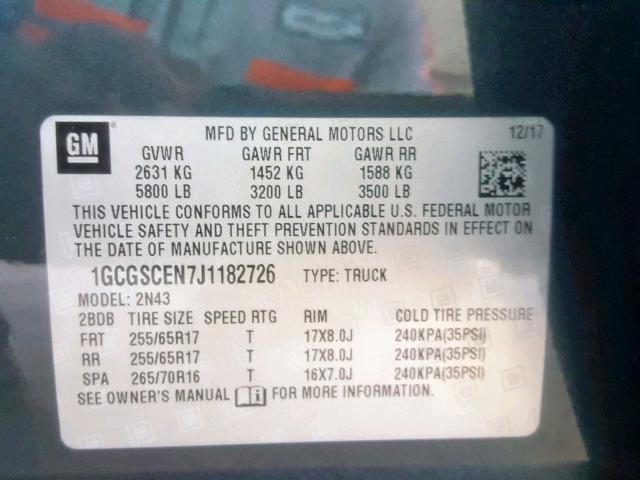 GM
MFD BY GENERAL MOTORS LLC 12/17
GVWR GAWR FRT GAWR RR
2631 KG 1452 KG 1588 KG
5800 LB 3200 LB 3500 LB
THIS VEHICLE CONFORMS TO ALL APPLICABLE U.S. FEDERAL MOTOR
VEHICLE SAFETY AND THEFT PREVENTION STANDARDS IN EFFECT ON
THE DATE OF MANUFACTURE SHOWN ABOVE.
1GCGSCEN7J1182726 TYPE: TRUCK
MODEL: 2N43
2BDB TIRE SIZE SPEED RTG RIM COLD TIRE PRESSURE
FRT 255/65R17 T 17X8.0J 240KPA(35PSI)
RR 255/65R17 T 17X8.0J 240KPA(35PSI)
SPA 265/70R16 T 16X7.0J 240KPA(35PSI)
SEE OWNER'S MANUAL FOR MORE INFORMATION.